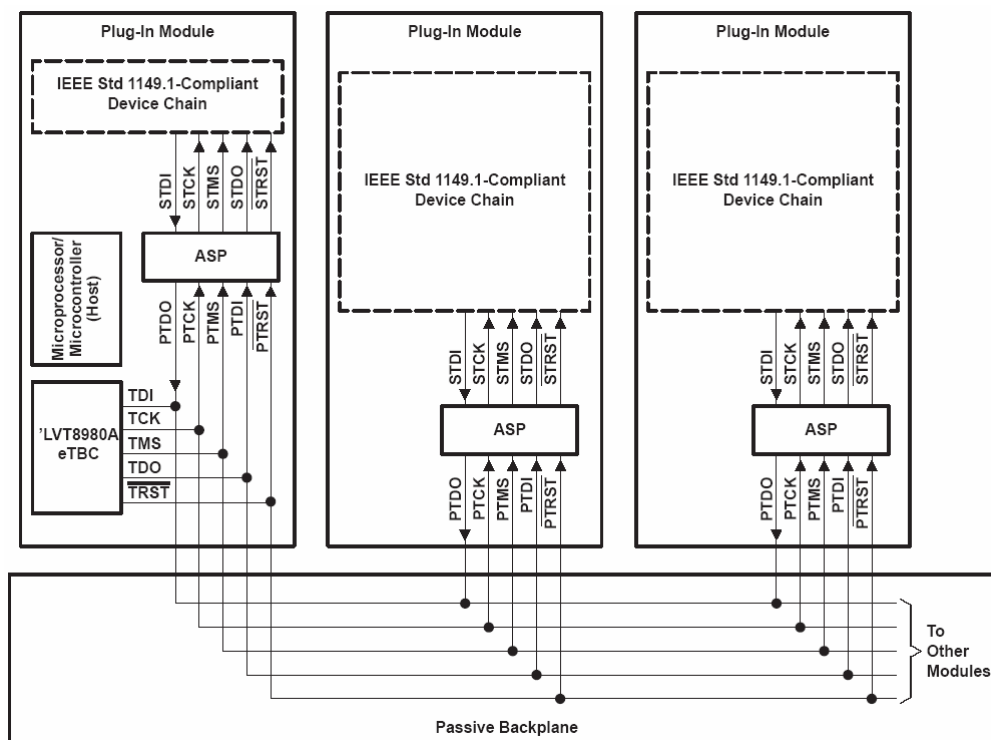 Plug-In Module
IEEE Std 1149.1-Compliant
Device Chain
STDI
STCK
STMS
STDO
STRST
ASP
PTDO
PTCK
PTMS
PTDI
PTRST
Microprocessor/
Microcontroller
(Host)
'LVT8980A
eTBC
TDI
TCK
TMS
TDO
TRST
Plug-In Module
IEEE Std 1149.1-Compliant
Device Chain
STDI
STCK
STMS
STDO
STRST
ASP
PTDO
PTCK
PTMS
PTDI
PTRST
Plug-In Module
IEEE Std 1149.1-Compliant
Device Chain
STDI
STCK
STMS
STDO
STRST
ASP
PTDO
PTCK
PTMS
PTDI
PTRST
To
Other
Modules
Passive Backplane